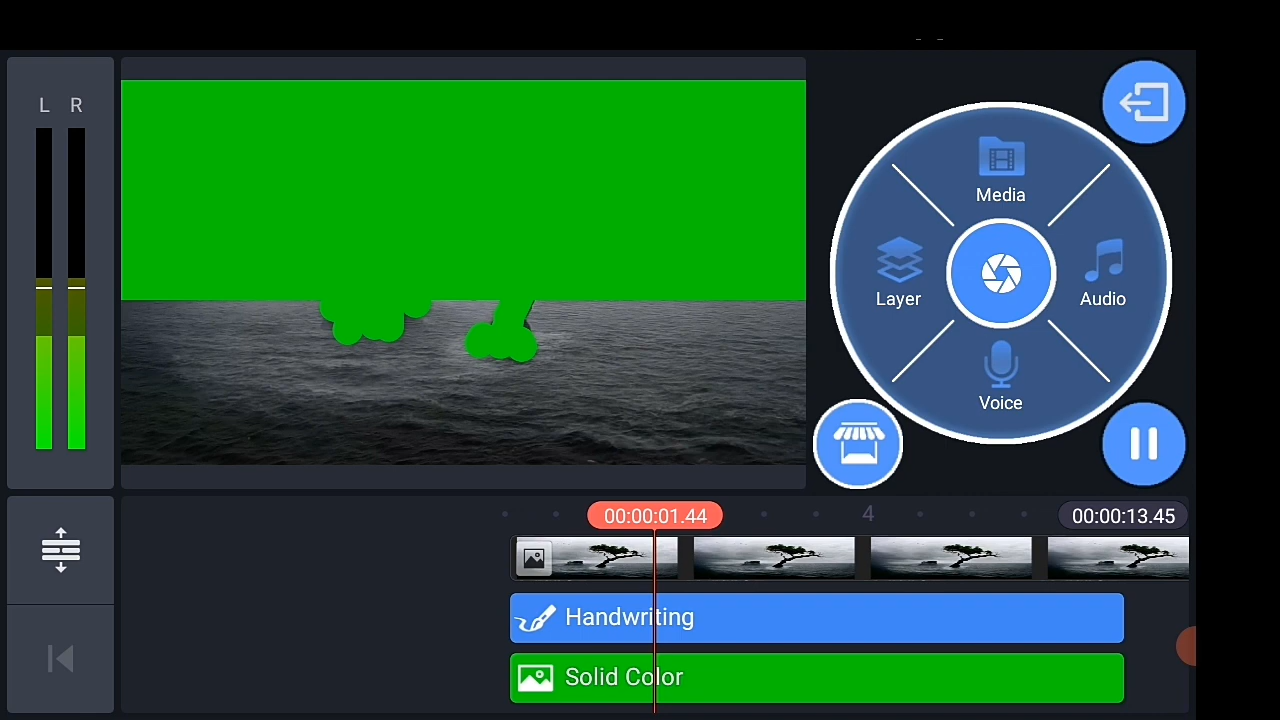 L R
Media
Layer
Audio
Voice
00:00:01.44
4
00:00:13.45
Handwriting
Solid Color